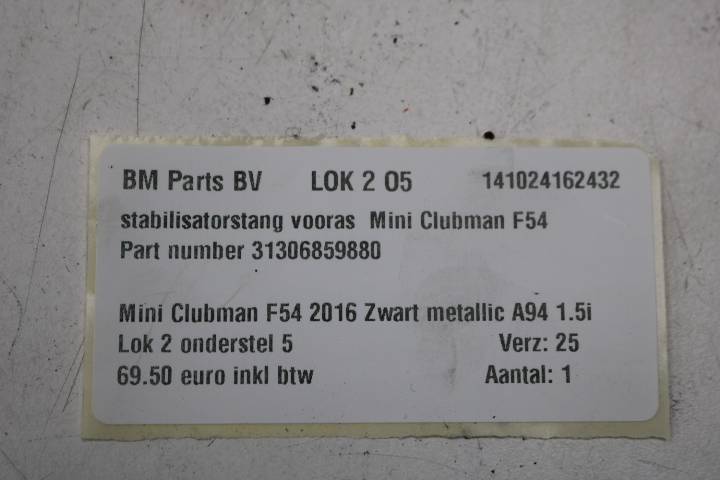 BM Parts BV LOK 2 O5 141024162432
stabilisatorstang vooras Mini Clubman F54
Part number 31306859880
Mini Clubman F54 2016 Zwart metallic A94 1.5i
Lok 2 onderstel 5 Verz: 25
69.50 euro inkl btw Aantal: 1